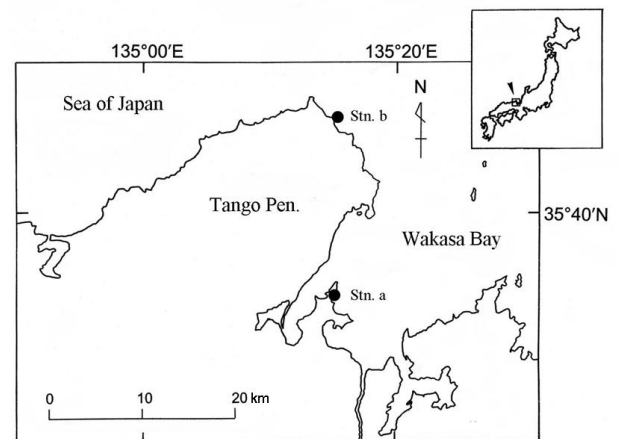 135°00′E
135°20′E
Sea of Japan
N
Stn. b
Tango Pen.
35°40′N
Wakasa Bay
Stn. a
0 10 20 km